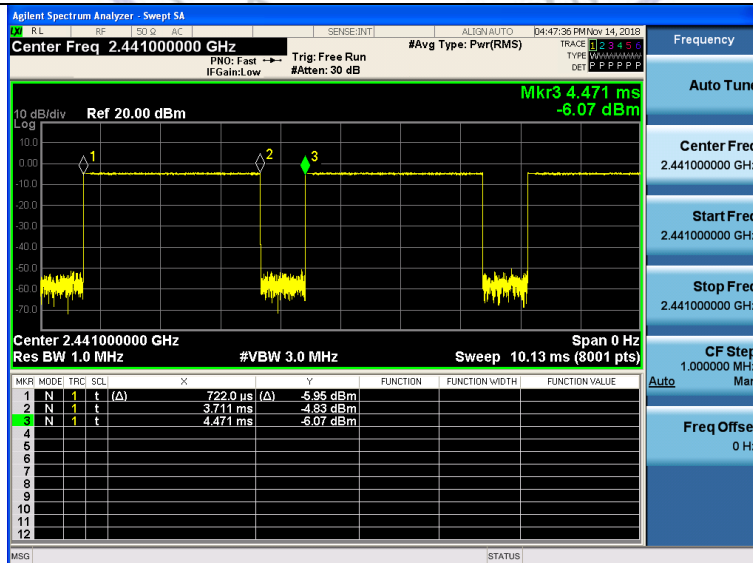 Agilent Spectrum Analyzer - Swept SA
LXI RL RF 50 Ω AC SENSE:INT ALIGN AUTO 04:47:36 PM Nov 14, 2018
Center Freq 2.441000000 GHz #Avg Type: Pwr(RMS) TRACE 1 2 3 4 5 6
PNO: Fast Trig: Free Run TYPE WWWWWW
IFGain:Low #Atten: 30 dB DET P P P P P P
Frequency
Mkr3 4.471 ms
10 dB/div Ref 20.00 dBm -6.07 dBm
Log
10.0
0.00
-10.0
-20.0
-30.0
-40.0
-50.0
-60.0
-70.0
1
2
3
Center 2.441000000 GHz Span 0 Hz
Res BW 1.0 MHz #VBW 3.0 MHz Sweep 10.13 ms (8001 pts)
MKR MODE TRC SCL X Y FUNCTION FUNCTION WIDTH FUNCTION VALUE
1 N 1 t (Δ) 722.0 µs (Δ) -5.95 dBm
2 N 1 t 3.711 ms -4.83 dBm
3 N 1 t 4.471 ms -6.07 dBm
4
5
6
7
8
9
10
11
12
MSG STATUS
Auto Tune
Center Freq
2.441000000 GHz
Start Freq
2.441000000 GHz
Stop Freq
2.441000000 GHz
CF Step
1.000000 MHz
Auto Man
Freq Offset
0 Hz